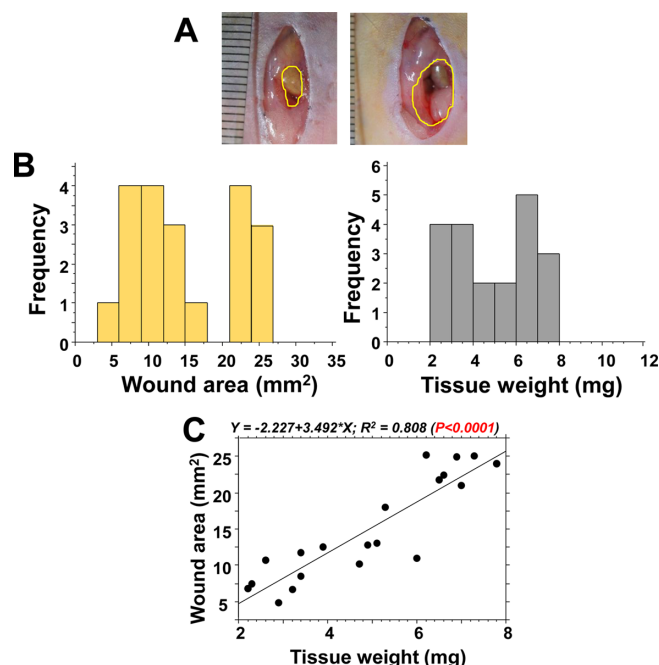 A
B
Frequency
4
3
2
1
0
0 5 10 15 20 25 30 35
Wound area (mm²)
Frequency
6
5
4
3
2
1
0
0 2 4 6 8 10 12
Tissue weight (mg)
C
Y = -2.227+3.492*X; R² = 0.808 (P<0.0001)
Wound area (mm²)
25
20
15
10
5
2 4 6 8
Tissue weight (mg)